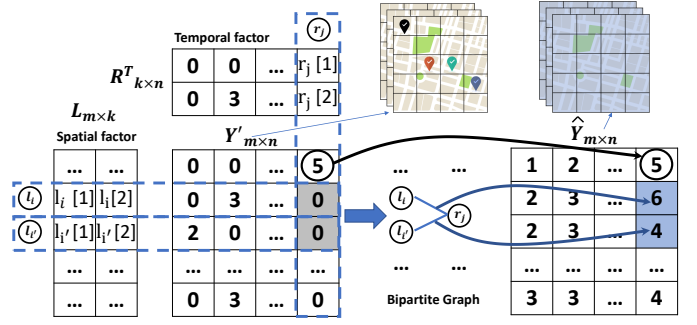 Temporal factor
r_j
R^T_{k×n}
0 0 ... r_j [1]
0 3 ... r_j [2]
L_{m×k}
Spatial factor
Y'_{m×n}
Ŷ_{m×n}
... ...
0 0 ... 5
... ...
1 2 ... 5
l_i
l_i [1] l_i[2]
0 3 ... 0
l_i
2 3 ... 6
r_j
l_i'
l_i'[1] l_i'[2]
2 0 ... 0
l_i'
2 3 ... 4
... ...
... ... ... ...
... ...
... ... ... ...
... ...
0 3 ... 0
Bipartite Graph
3 3 ... 4